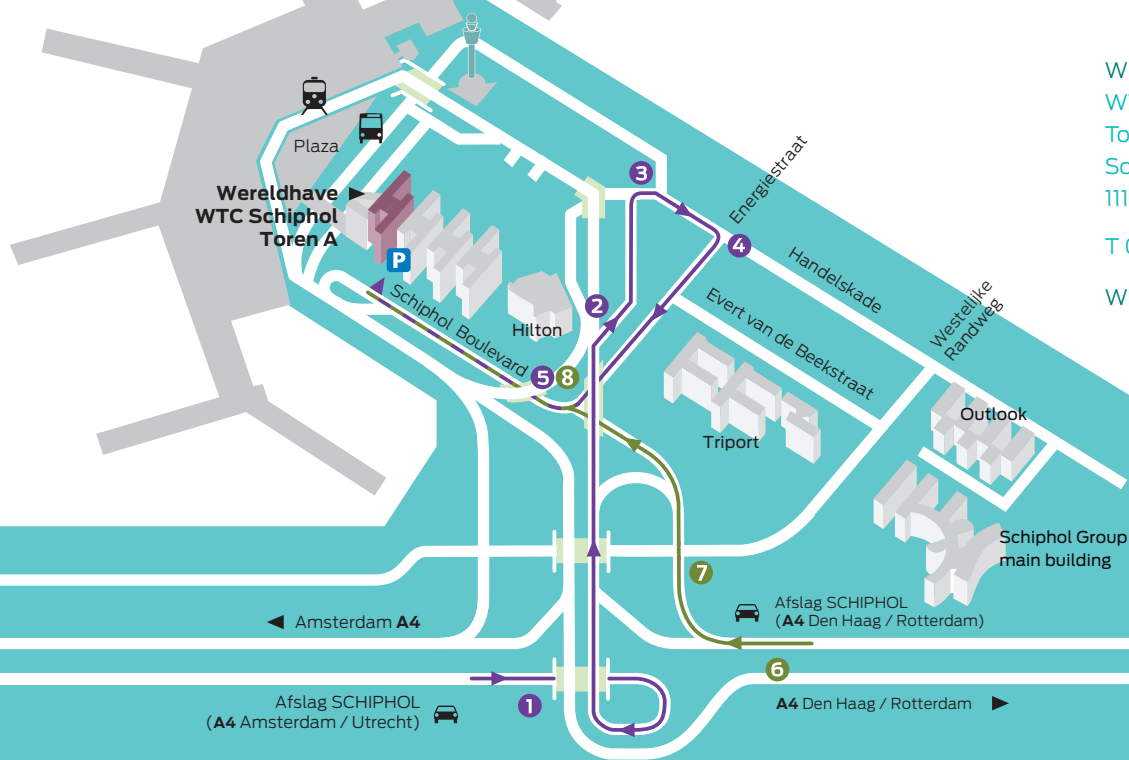 Plaza
Wereldhave
WTC Schiphol
Toren A
P
Schiphol Boulevard
Hilton
3
Energiestraat
4
Handelskade
2
Evert van de Beekstraat
Westelijke
Randweg
5
8
Triport
Outlook
Schiphol Group
main building
7
Amsterdam A4
Afslag SCHIPHOL
(A4 Den Haag / Rotterdam)
6
Afslag SCHIPHOL
(A4 Amsterdam / Utrecht)
1
A4 Den Haag / Rotterdam
W
To
111
T
W